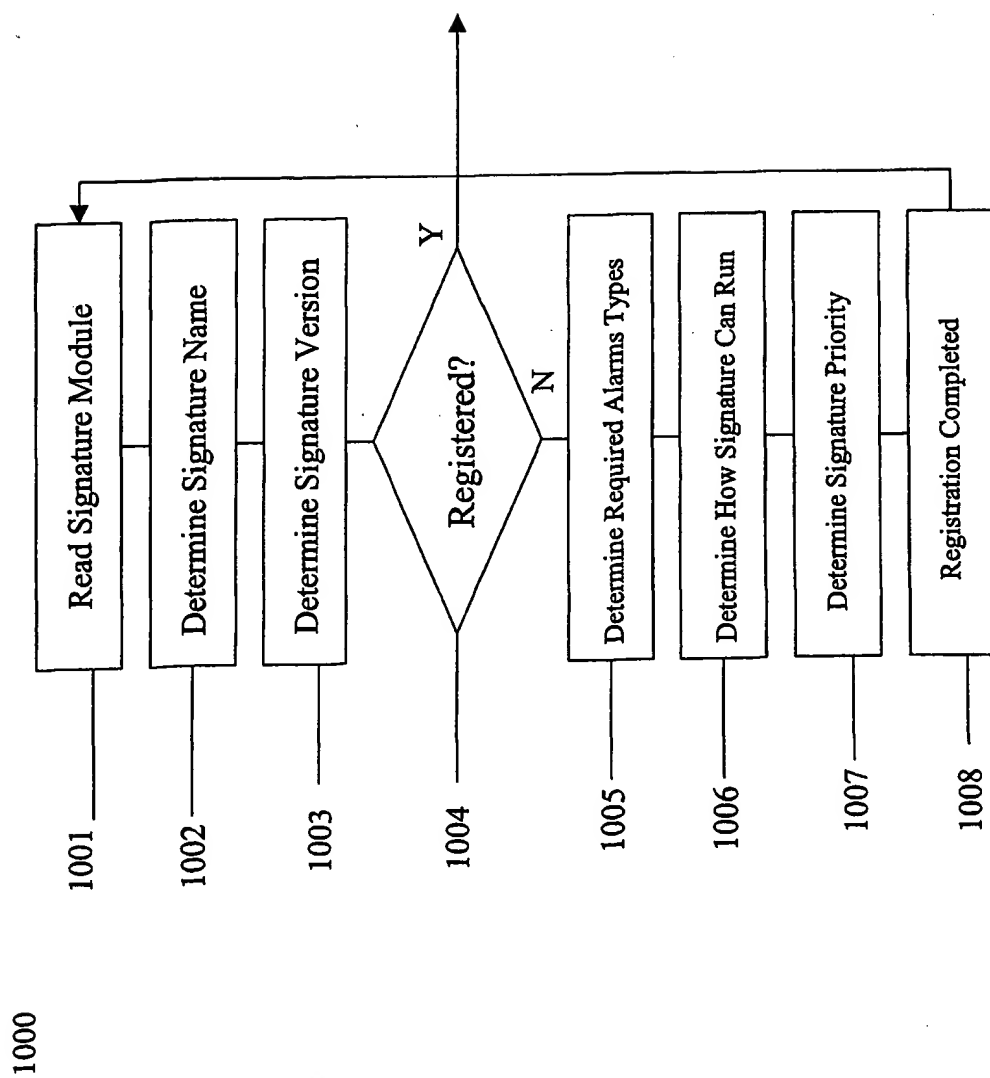 1000
1001
Read Signature Module
1002
Determine Signature Name
1003
Determine Signature Version
1004
Registered?
Y
N
1005
Determine Required Alarms Types
1006
Determine How Signature Can Run
1007
Determine Signature Priority
1008
Registration Completed